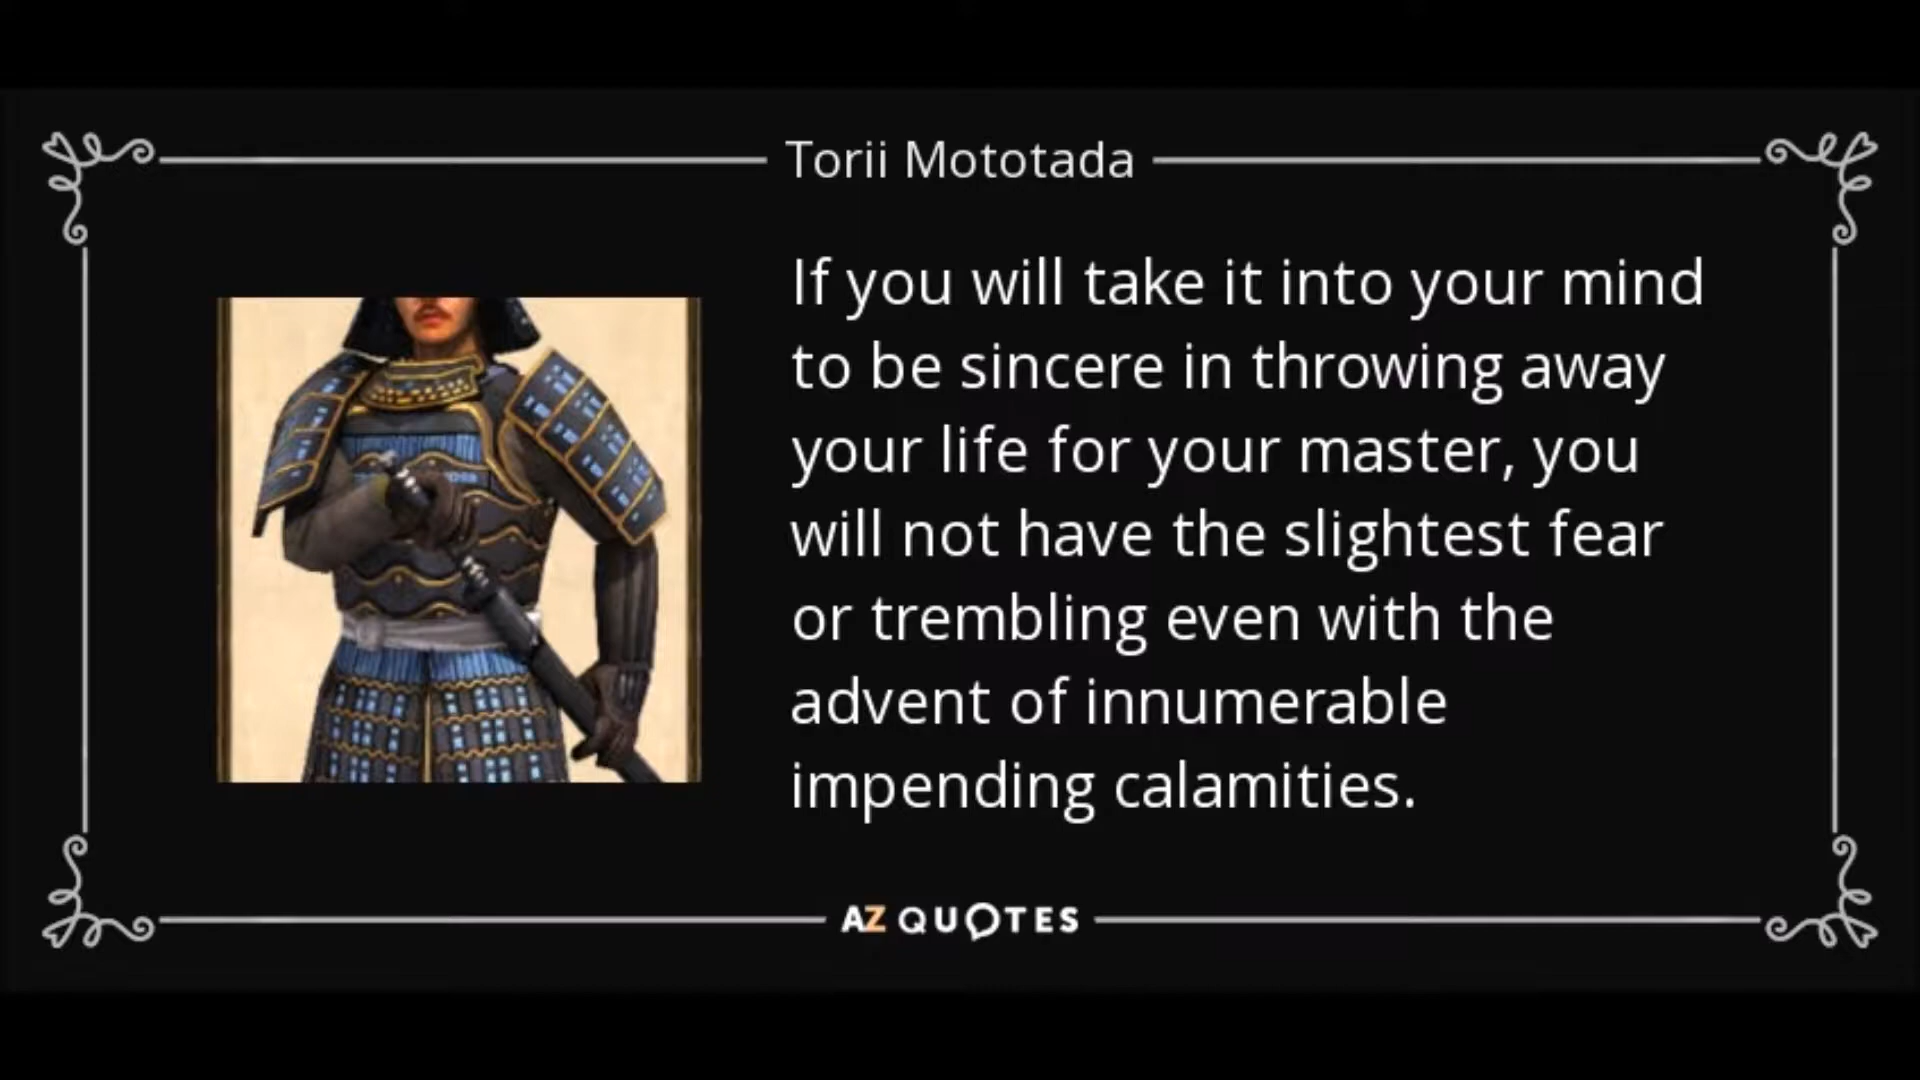 Torii Mototada
If you will take it into your mind
to be sincere in throwing away
your life for your master, you
will not have the slightest fear
or trembling even with the
advent of innumerable
impending calamities.
AZ QUOTES